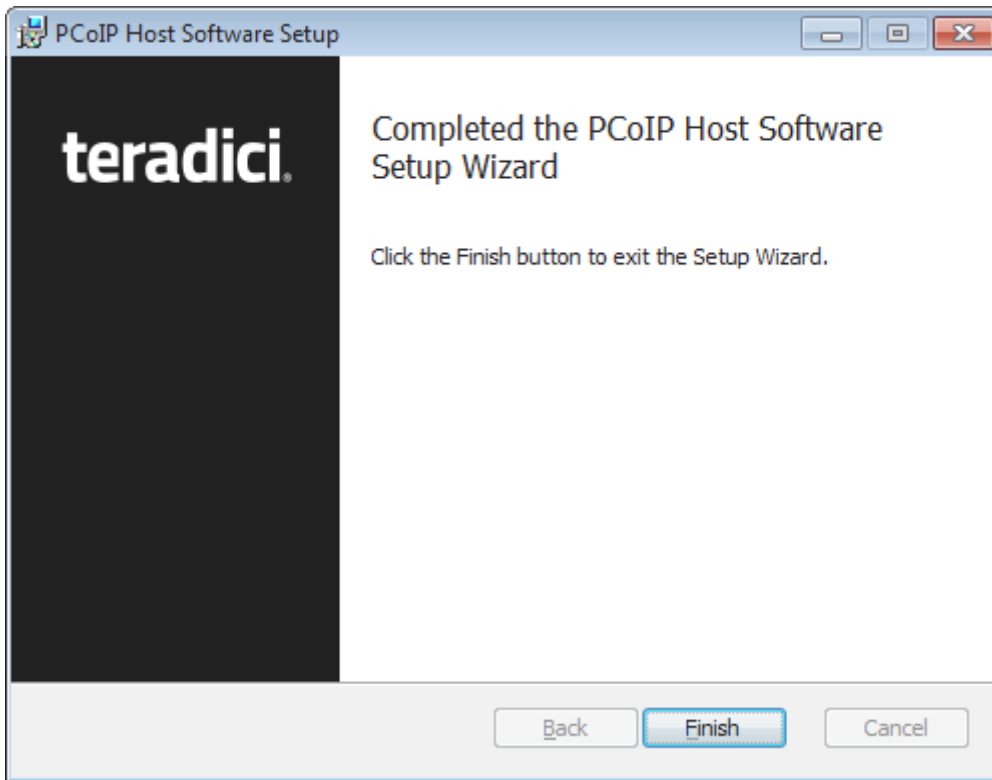 PCoIP Host Software Setup
teradici.
Completed the PCoIP Host Software
Setup Wizard
Click the Finish button to exit the Setup Wizard.
Back
Finish
Cancel